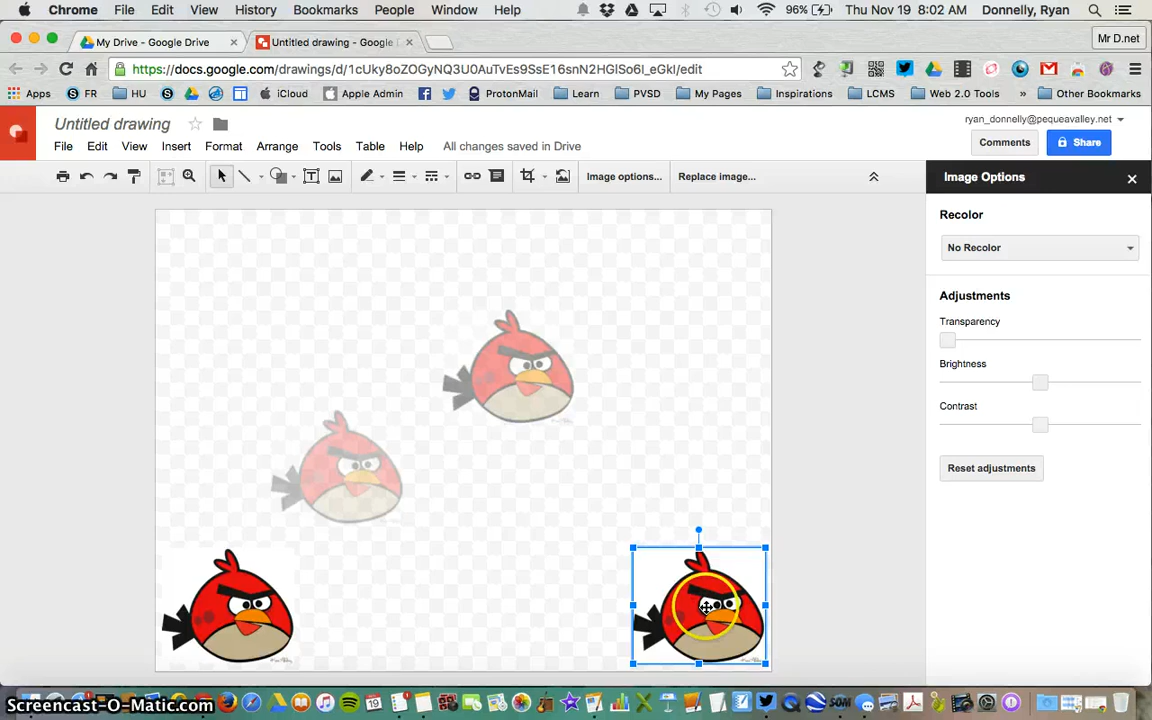 Chrome File Edit View History Bookmarks People Window Help 96% Thu Nov 19 8:02 AM Donnelly, Ryan
My Drive - Google Drive × Untitled drawing - Google × Mr D.net
https://docs.google.com/drawings/d/1cUky8oZOGyNQ3U0AuTvEs9SsE16snN2HGlSo6I_eGkI/edit
Apps FR HU iCloud Apple Admin ProtonMail Learn PVSD My Pages Inspirations LCMS Web 2.0 Tools » Other Bookmarks
Untitled drawing
ryan_donnelly@pequeavalley.net
File Edit View Insert Format Arrange Tools Table Help All changes saved in Drive
Comments Share
Image options... Replace image...
Image Options ×
Recolor
No Recolor
Adjustments
Transparency
Brightness
Contrast
Reset adjustments
Screencast-O-Matic.com